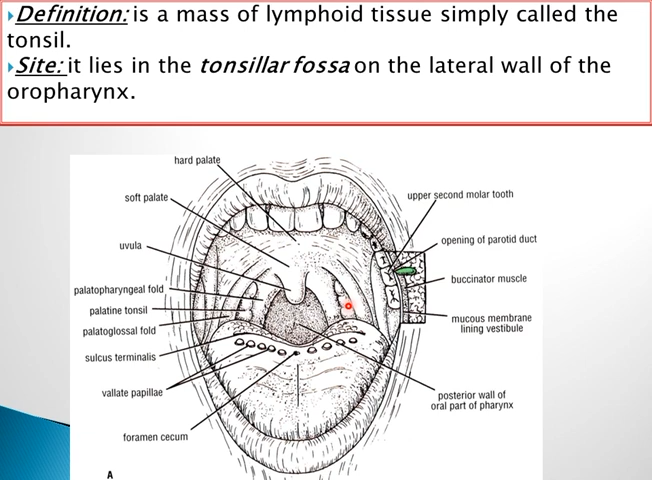 Definition: is a mass of lymphoid tissue simply called the
tonsil.
Site: it lies in the tonsillar fossa on the lateral wall of the
oropharynx.
hard palate
soft palate
uvula
palatopharyngeal fold
palatine tonsil
palatoglossal fold
sulcus terminalis
vallate papillae
foramen cecum
upper second molar tooth
opening of parotid duct
buccinator muscle
mucous membrane
lining vestibule
posterior wall of
oral part of pharynx
A